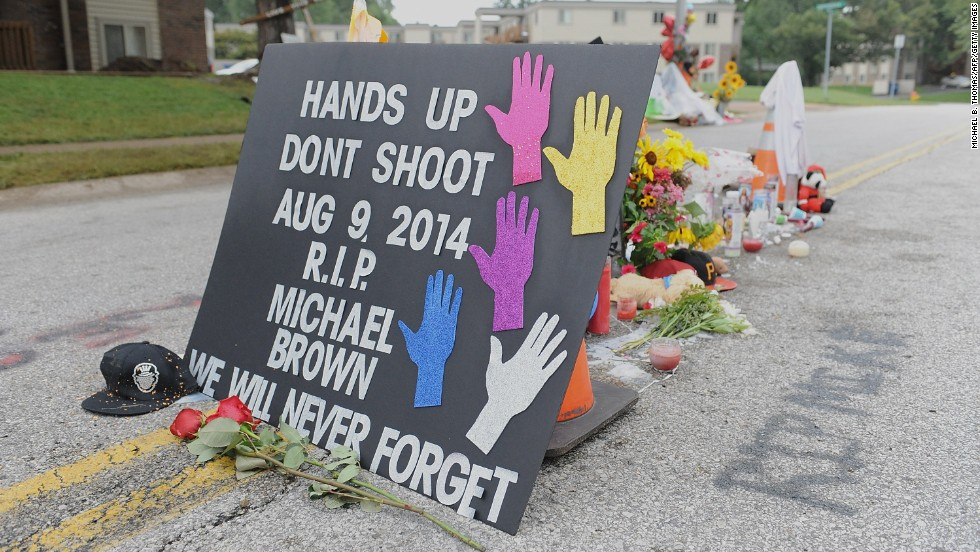 HANDS UP
DONT SHOOT
AUG 9, 2014
R.I.P.
MICHAEL
BROWN
WE WILL NEVER FORGET
MICHAEL B. THOMAS/AFP/GETTY IMAGES